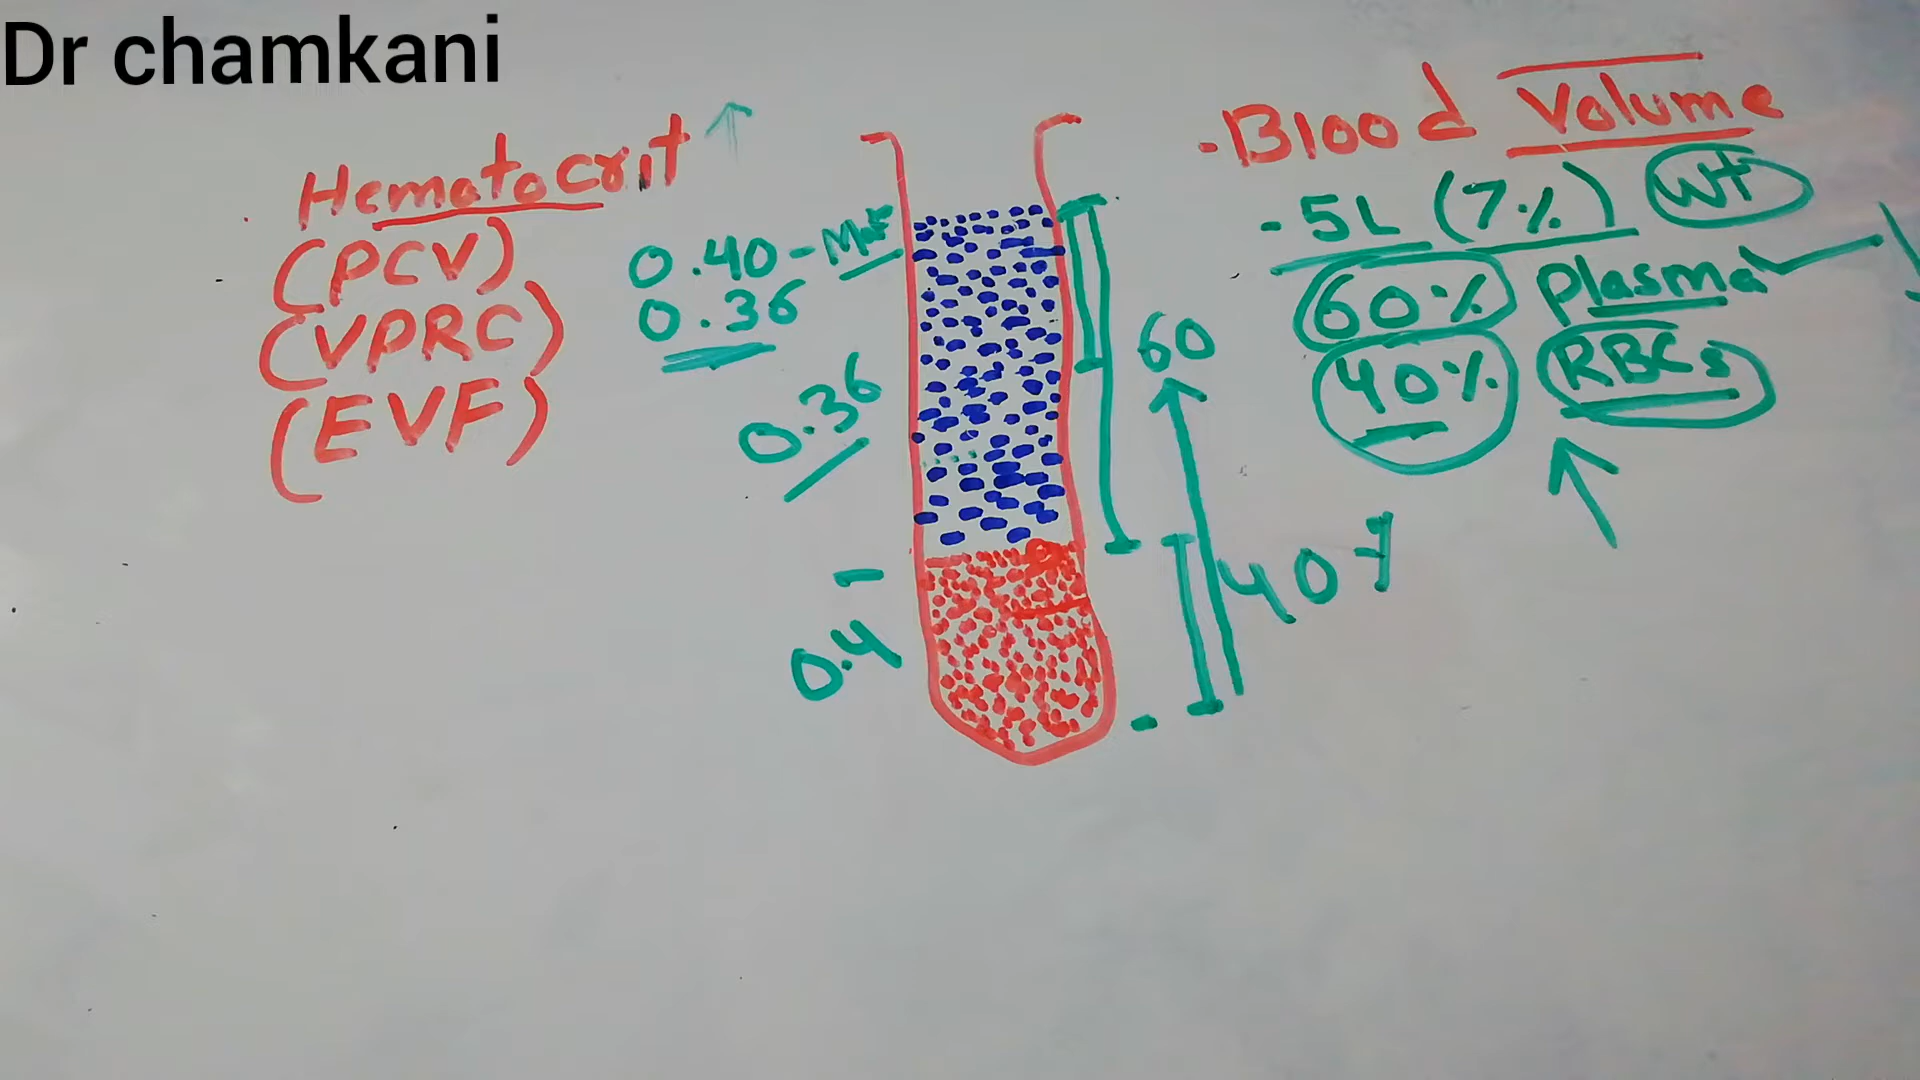 Dr chamkani
Hematocrit ↑
(PCV)
(VPRC)
(EVF)
0.40 -
0.36
0.36
0.4
60
40%
- Blood Volume
- 5L (7%) wt
60% Plasma
40% RBCs